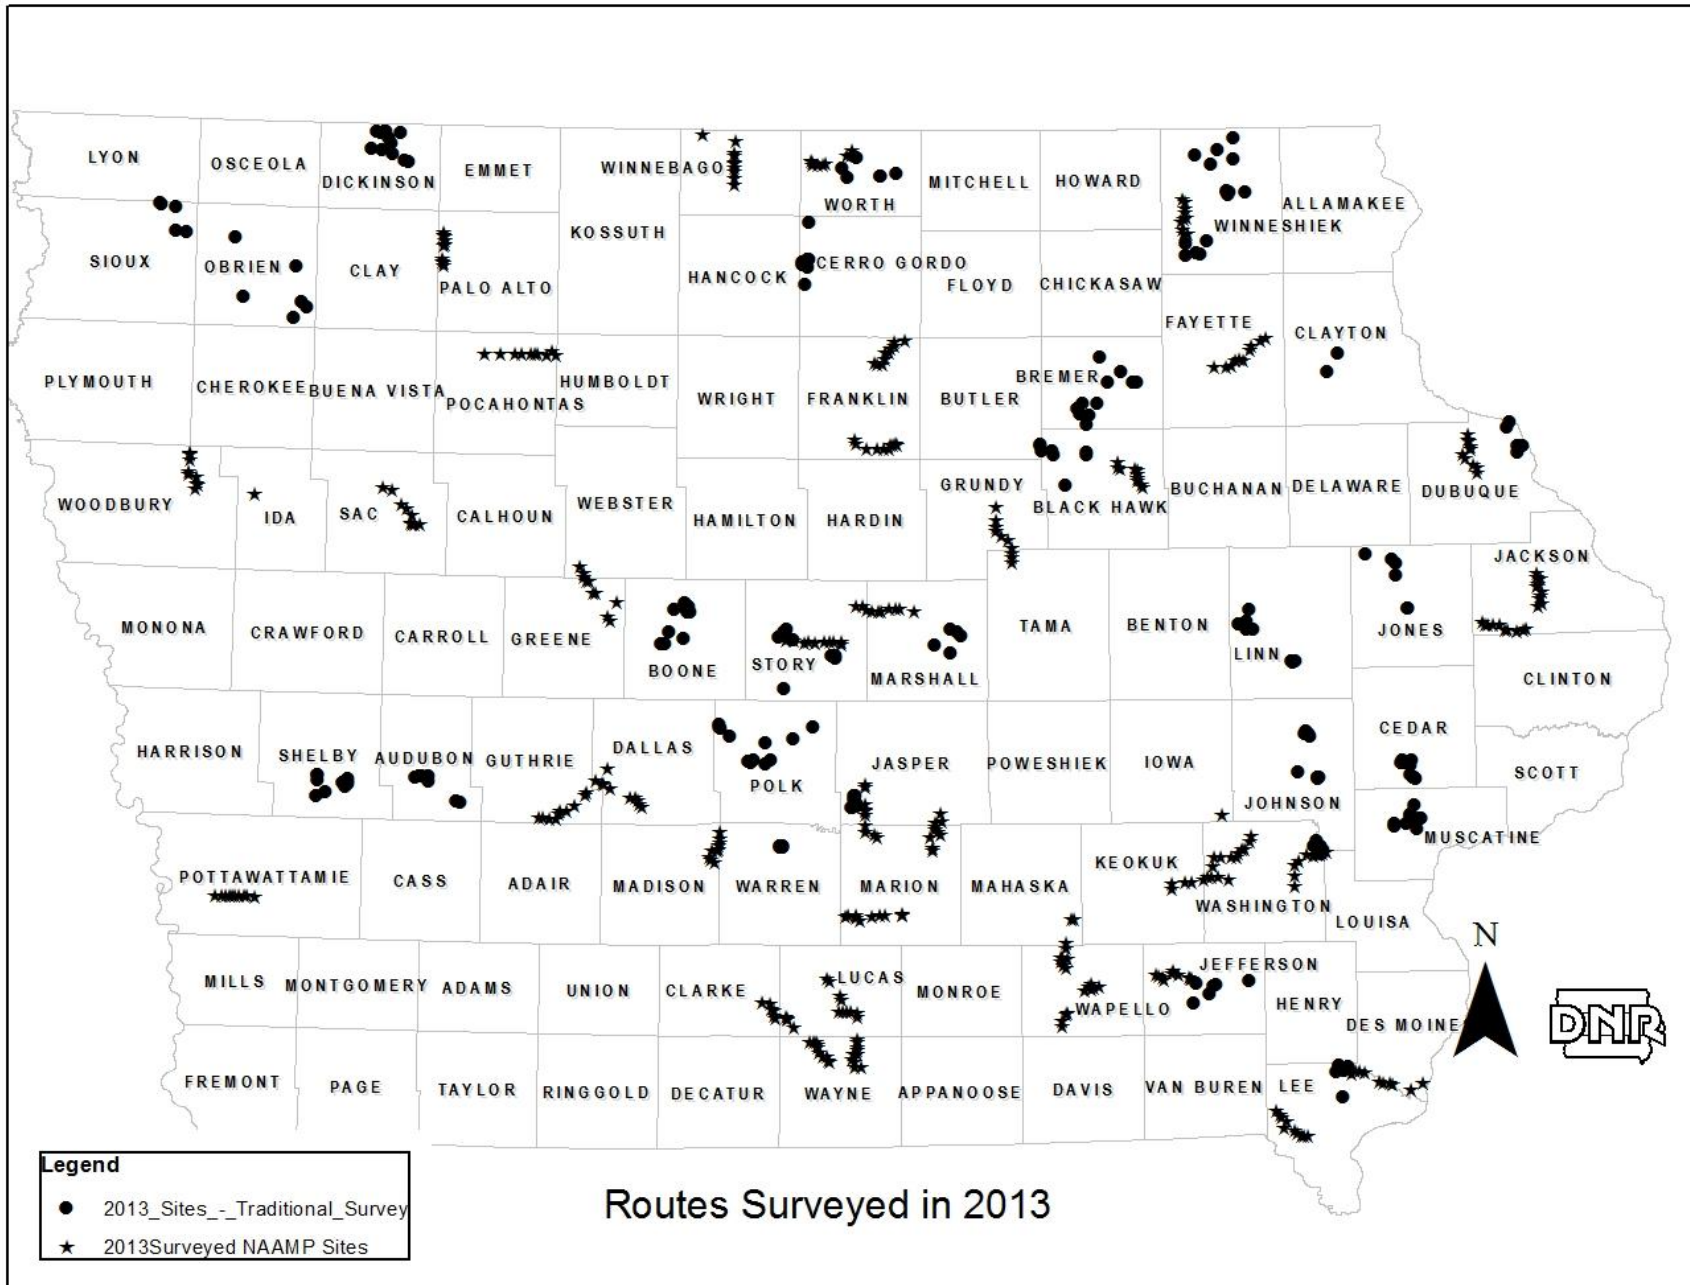 LYON
OSCEOLA
DICKINSON
EMMET
WINNEBAGO
WORTH
MITCHELL
HOWARD
WINNESHIEK
ALLAMAKEE
SIOUX
OBRIEN
CLAY
PALO ALTO
KOSSUTH
HANCOCK
CERRO GORDO
FLOYD
CHICKASAW
FAYETTE
CLAYTON
PLYMOUTH
CHEROKEE
BUENA VISTA
POCAHONTAS
HUMBOLDT
WRIGHT
FRANKLIN
BUTLER
BREMER
WOODBURY
IDA
SAC
CALHOUN
WEBSTER
HAMILTON
HARDIN
GRUNDY
BLACK HAWK
BUCHANAN
DELAWARE
DUBUQUE
JACKSON
MONONA
CRAWFORD
CARROLL
GREENE
BOONE
STORY
MARSHALL
TAMA
BENTON
LINN
JONES
CLINTON
HARRISON
SHELBY
AUDUBON
GUTHRIE
DALLAS
POLK
JASPER
POWESHIEK
IOWA
JOHNSON
CEDAR
SCOTT
MUSCATINE
POTTAWATTAMIE
CASS
ADAIR
MADISON
WARREN
MARION
MAHASKA
KEOKUK
WASHINGTON
LOUISA
N
MILLS
MONTGOMERY
ADAMS
UNION
CLARKE
LUCAS
MONROE
WAPELLO
JEFFERSON
HENRY
DES MOINE
DNR
FREMONT
PAGE
TAYLOR
RINGGOLD
DECATUR
WAYNE
APPANOOSE
DAVIS
VAN BUREN
LEE
Legend
2013_Sites_-_Traditional_Survey
2013Surveyed NAAMP Sites
Routes Surveyed in 2013